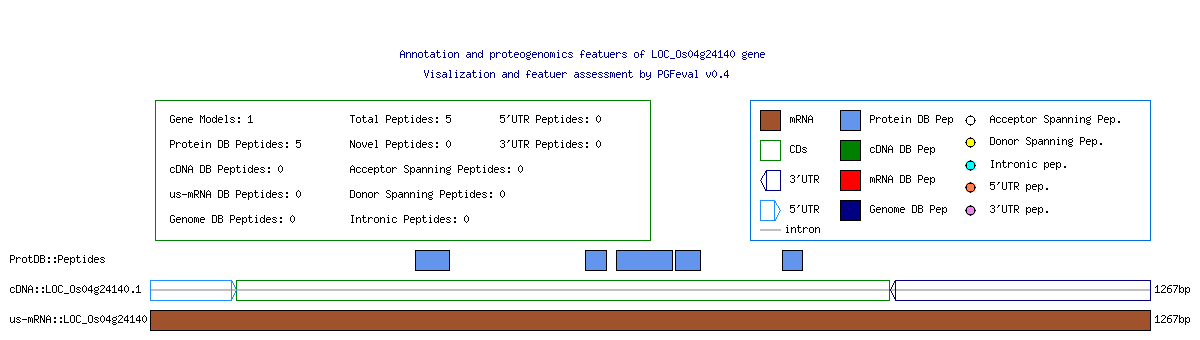 Annotation and proteogenomics featuers of LOC_Os04g24140 gene
Visalization and featuer assessment by PGFeval v0.4
Gene Models: 1 Total Peptides: 5 5'UTR Peptides: 0
Protein DB Peptides: 5 Novel Peptides: 0 3'UTR Peptides: 0
cDNA DB Peptides: 0 Acceptor Spanning Peptides: 0
us-mRNA DB Peptides: 0 Donor Spanning Peptides: 0
Genome DB Peptides: 0 Intronic Peptides: 0
mRNA Protein DB Pep Acceptor Spanning Pep.
CDs cDNA DB Pep Donor Spanning Pep.
3'UTR mRNA DB Pep Intronic pep.
5'UTR Genome DB Pep 5'UTR pep.
intron 3'UTR pep.
ProtDB::Peptides
cDNA::LOC_Os04g24140.1 1267bp
us-mRNA::LOC_Os04g24140 1267bp